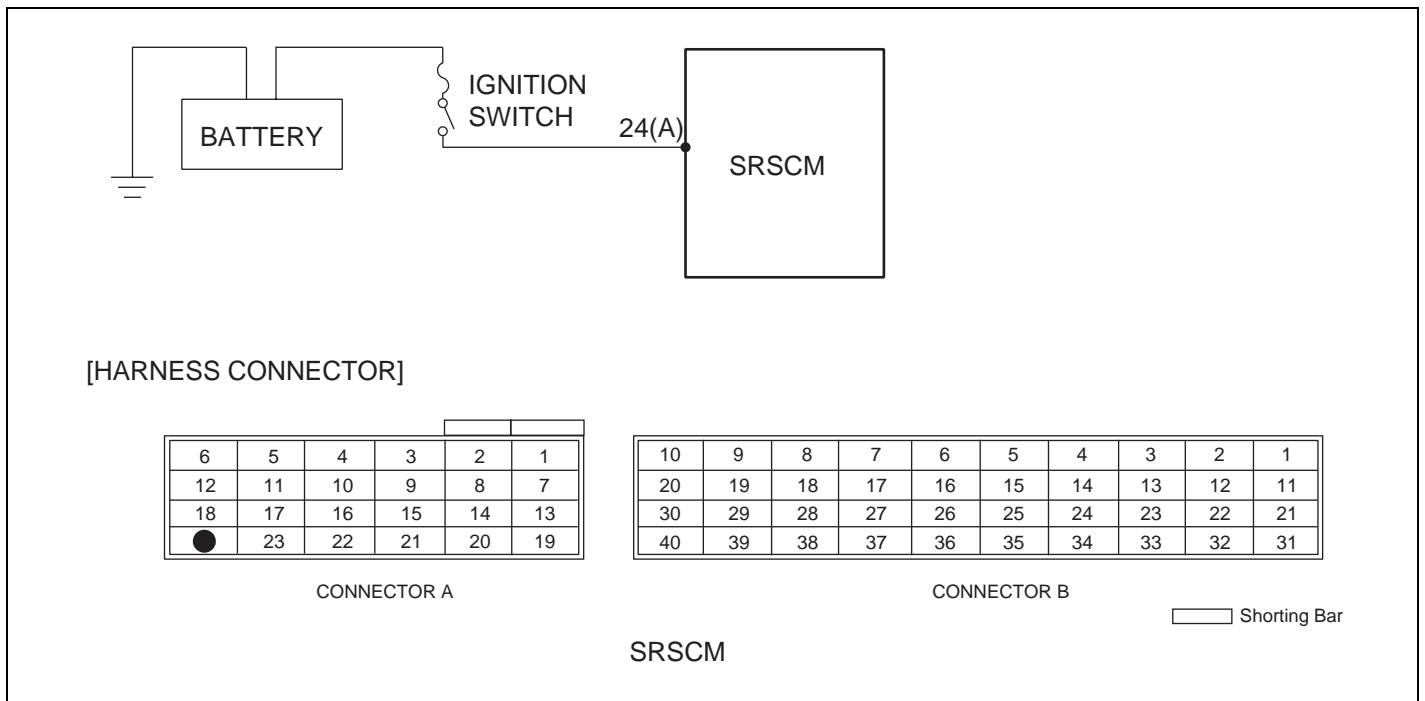 IGNITION
SWITCH
BATTERY
24(A)
SRSCM
[HARNESS CONNECTOR]
6 5 4 3 2 1
12 11 10 9 8 7
18 17 16 15 14 13
23 22 21 20 19
10 9 8 7 6 5 4 3 2 1
20 19 18 17 16 15 14 13 12 11
30 29 28 27 26 25 24 23 22 21
40 39 38 37 36 35 34 33 32 31
CONNECTOR A
CONNECTOR B
Shorting Bar
SRSCM